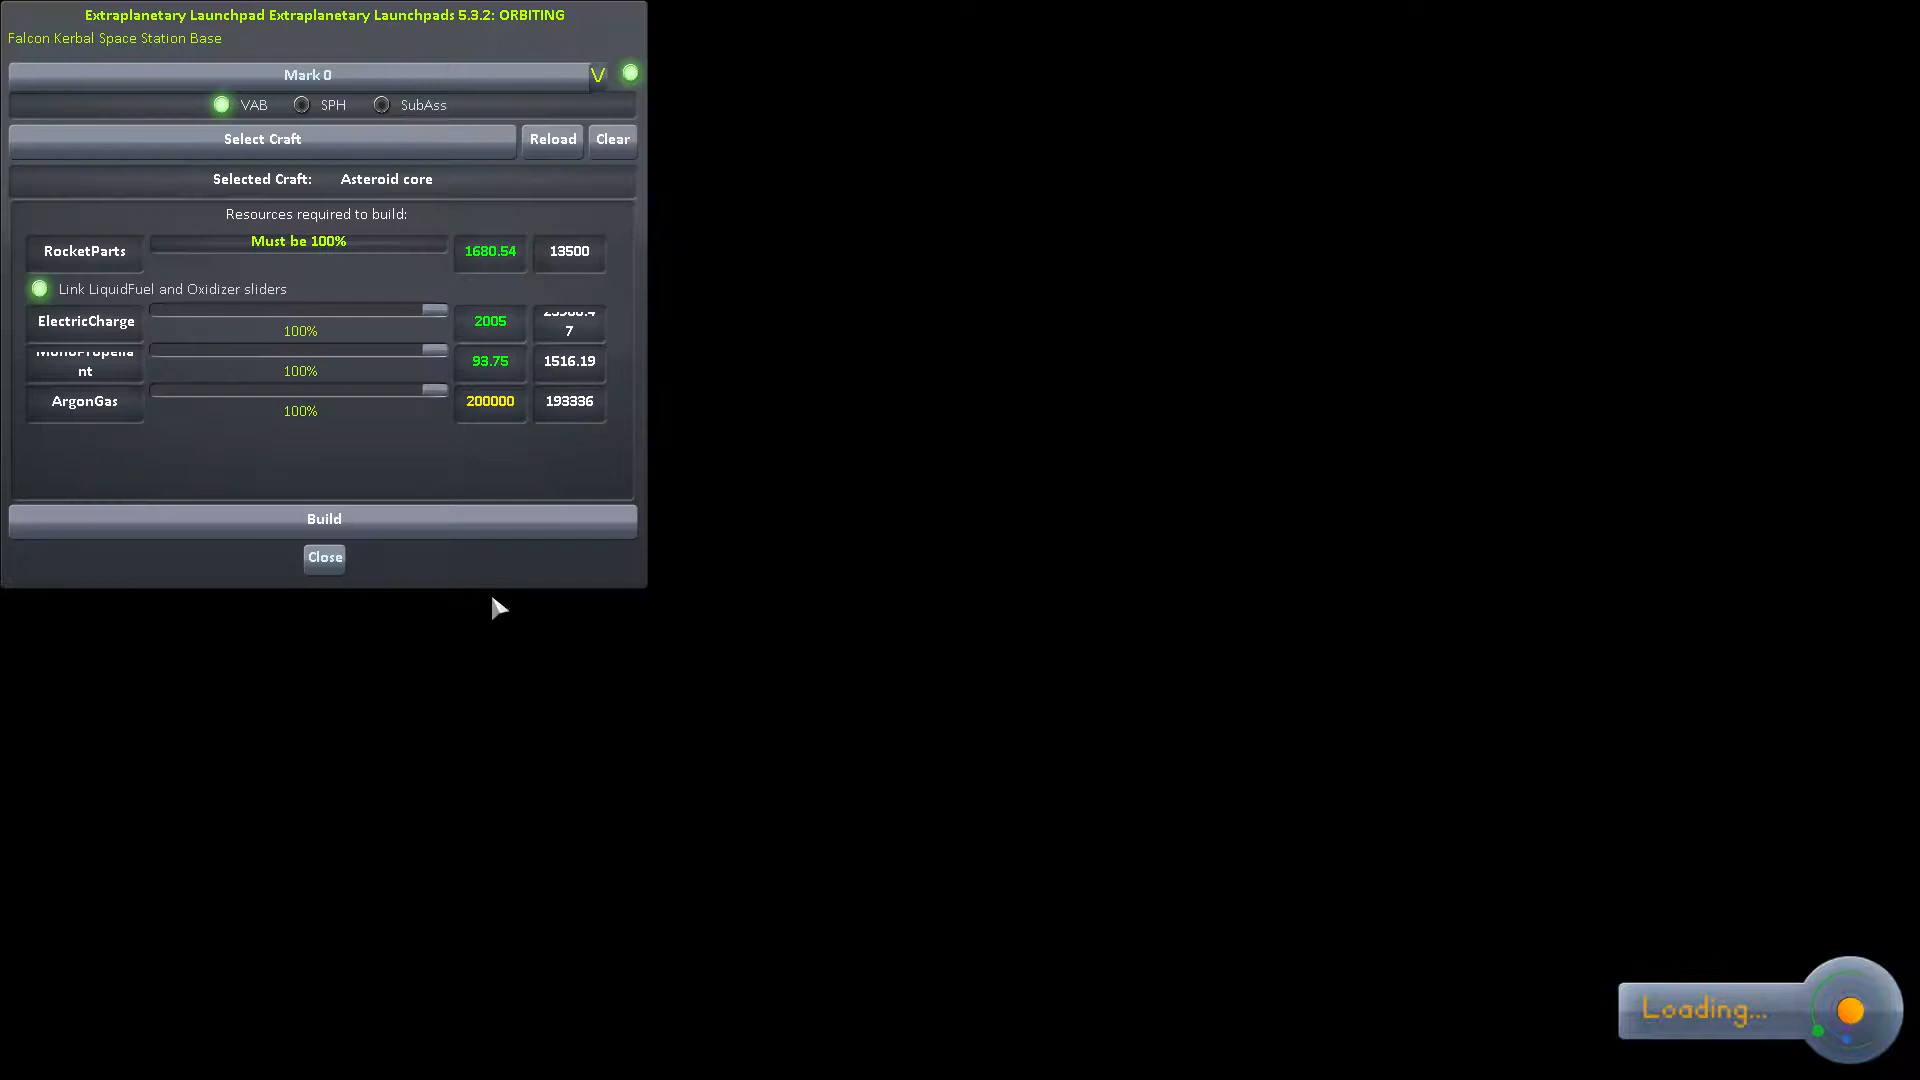 Extraplanetary Launchpad Extraplanetary Launchpads 5.3.2: ORBITING
Falcon Kerbal Space Station Base
Mark 0 V
VAB SPH SubAss
Select Craft Reload Clear
Selected Craft: Asteroid core
Resources required to build:
RocketParts Must be 100% 1680.54 13500
Link LiquidFuel and Oxidizer sliders
ElectricCharge 100% 2005
7
MonoPropella
nt 100% 93.75 1516.19
ArgonGas 100% 200000 193336
Build
Close
Loading...